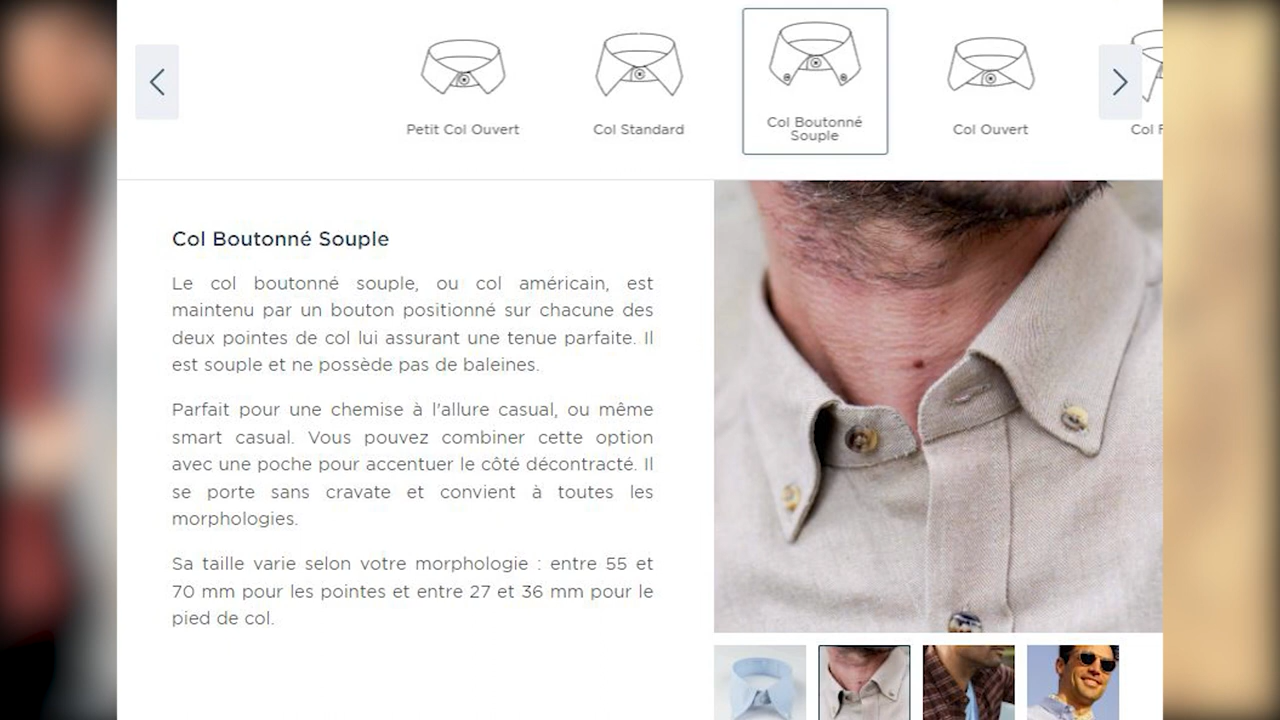 Petit Col Ouvert
Col Standard
Col Boutonné
Souple
Col Ouvert
Col
Col Boutonné Souple
Le col boutonné souple, ou col américain, est
maintenu par un bouton positionné sur chacune des
deux pointes de col lui assurant une tenue parfaite. Il
est souple et ne possède pas de baleines.
Parfait pour une chemise à l'allure casual, ou même
smart casual. Vous pouvez combiner cette option
avec une poche pour accentuer le côté décontracté. Il
se porte sans cravate et convient à toutes les
morphologies.
Sa taille varie selon votre morphologie : entre 55 et
70 mm pour les pointes et entre 27 et 36 mm pour le
pied de col.